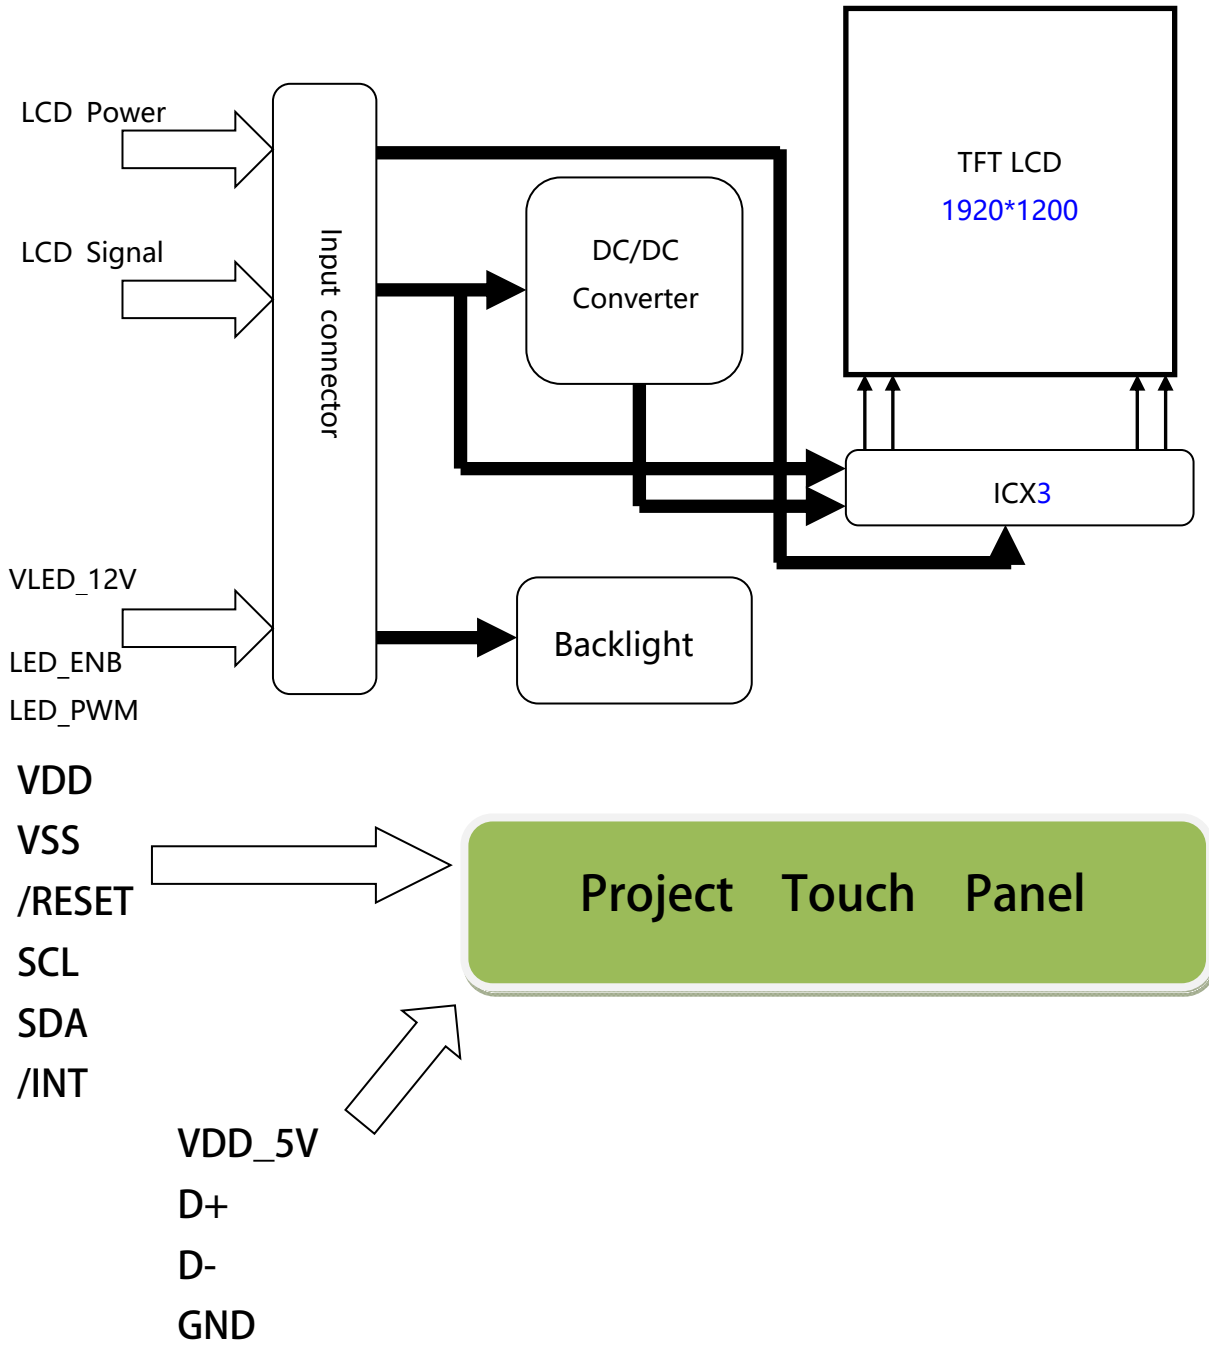 LCD Power
LCD Signal
Input connector
DC/DC
Converter
TFT LCD
1920*1200
ICX3
VLED_12V
LED_ENB
LED_PWM
Backlight
VDD
VSS
/RESET
SCL
SDA
/INT
Project Touch Panel
VDD_5V
D+
D-
GND